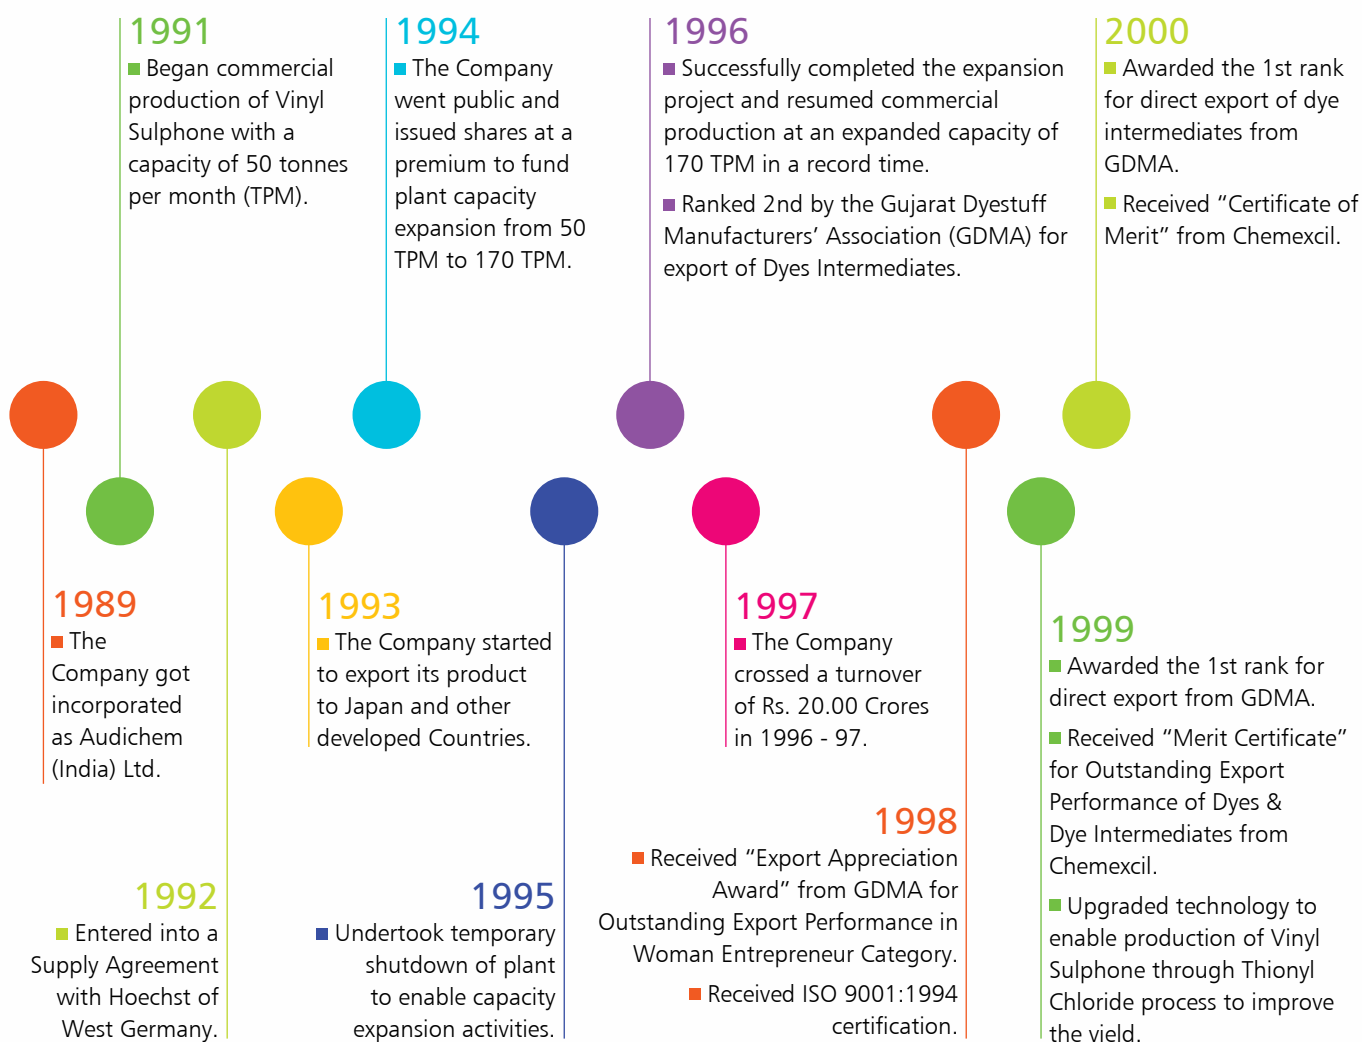 1991
Began commercial
production of Vinyl
Sulphone with a
capacity of 50 tonnes
per month (TPM).
1994
The Company
went public and
issued shares at a
premium to fund
plant capacity
expansion from 50
TPM to 170 TPM.
1996
Successfully completed the expansion
project and resumed commercial
production at an expanded capacity of
170 TPM in a record time.
Ranked 2nd by the Gujarat Dyestuff
Manufacturers’ Association (GDMA) for
export of Dyes Intermediates.
2000
Awarded the 1st rank
for direct export of dye
intermediates from
GDMA.
Received “Certificate of
Merit” from Chemexcil.
1989
The
Company got
incorporated
as Audichem
(India) Ltd.
1992
Entered into a
Supply Agreement
with Hoechst of
West Germany.
1993
The Company started
to export its product
to Japan and other
developed Countries.
1995
Undertook temporary
shutdown of plant
to enable capacity
expansion activities.
1997
The Company
crossed a turnover
of Rs. 20.00 Crores
in 1996 - 97.
1998
Received “Export Appreciation
Award” from GDMA for
Outstanding Export Performance in
Woman Entrepreneur Category.
Received ISO 9001:1994
certification.
1999
Awarded the 1st rank for
direct export from GDMA.
Received “Merit Certificate”
for Outstanding Export
Performance of Dyes &
Dye Intermediates from
Chemexcil.
Upgraded technology to
enable production of Vinyl
Sulphone through Thionyl
Chloride process to improve
the yield.